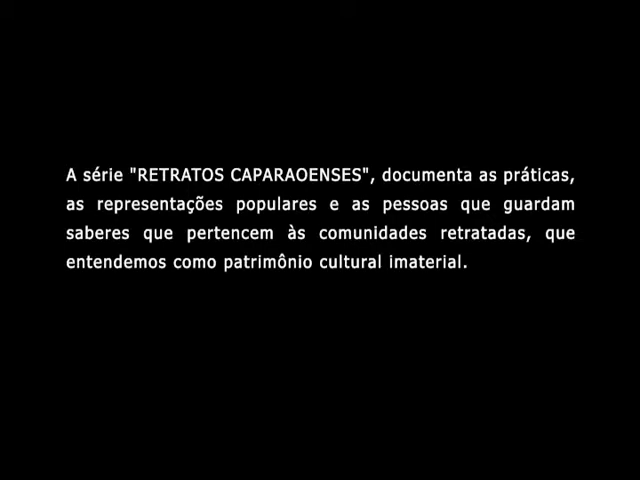 A série "RETRATOS CAPARAOENSES", documenta as práticas,
as representações populares e as pessoas que guardam
saberes que pertencem às comunidades retratadas, que
entendemos como patrimônio cultural imaterial.